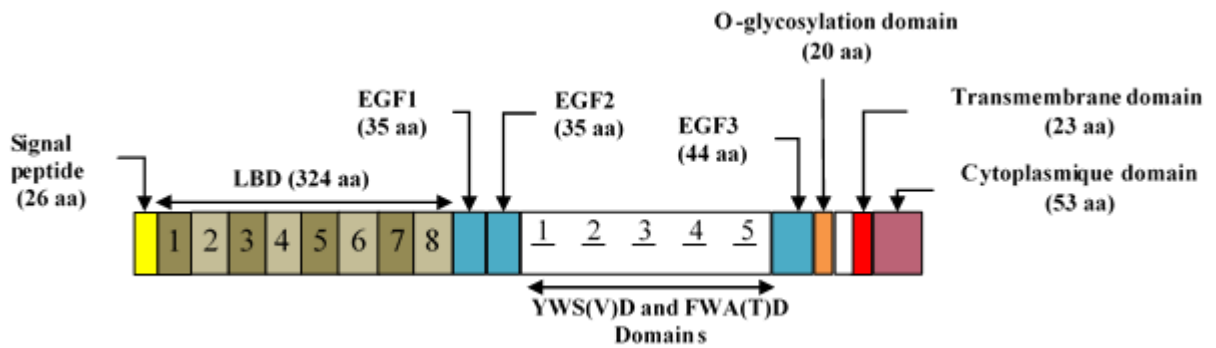 O-glycosylation domain
(20 aa)
EGF1
(35 aa)
EGF2
(35 aa)
EGF3
(44 aa)
Transmembrane domain
(23 aa)
Signal
peptide
(26 aa)
LBD (324 aa)
Cytoplasmique domain
(53 aa)
1 2 3 4 5 6 7 8
1 2 3 4 5
YWS(V)D and FWA(T)D
Domains